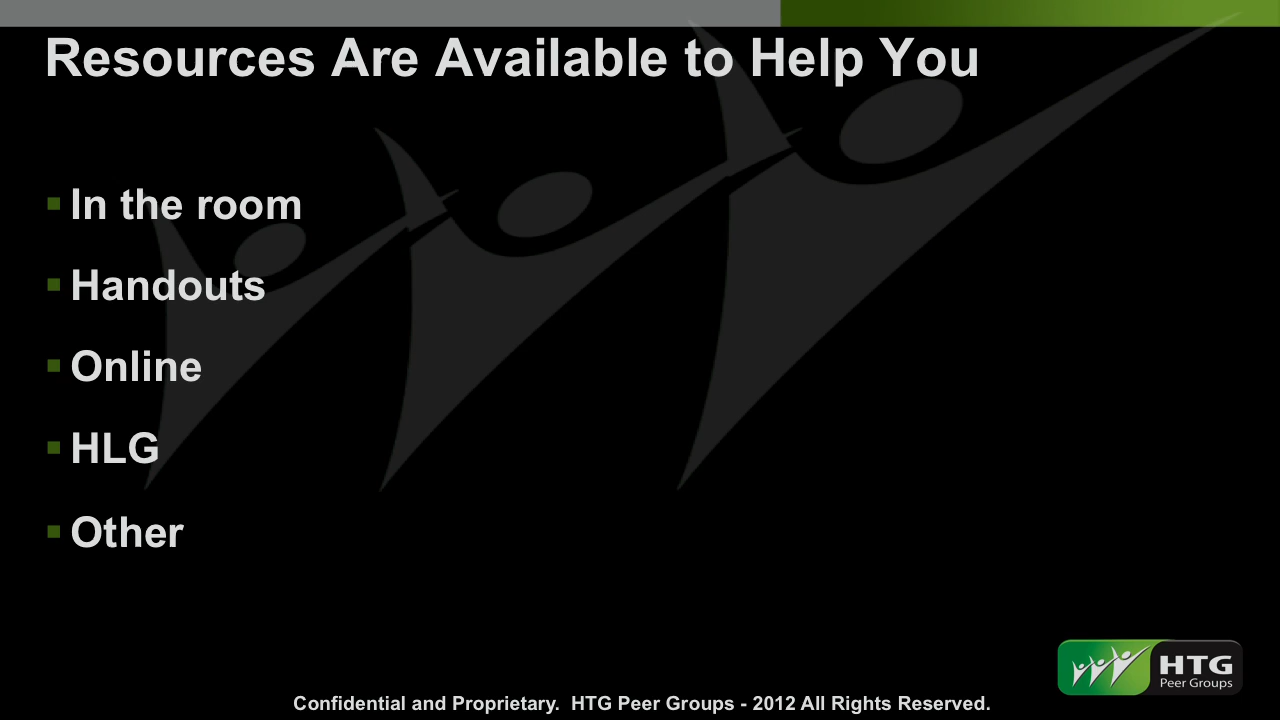 Resources Are Available to Help You
In the room
Handouts
Online
HLG
Other
HTG
Peer Groups
Confidential and Proprietary.  HTG Peer Groups - 2012 All Rights Reserved.